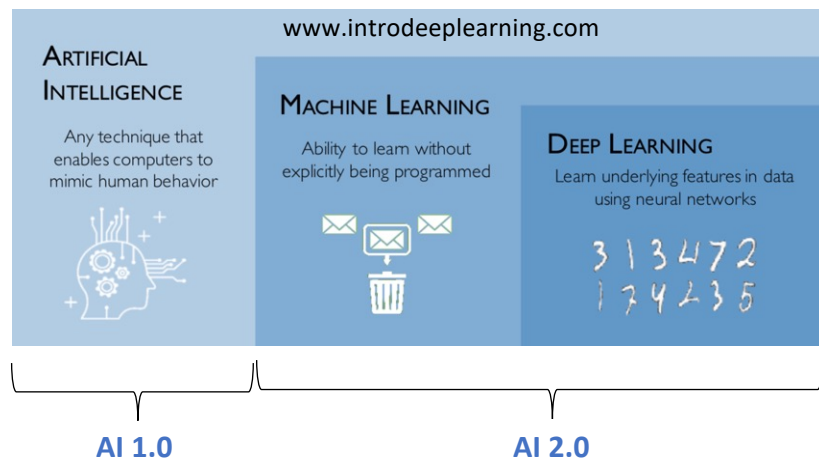 www.introdeeplearning.com
ARTIFICIAL
INTELLIGENCE
Any technique that
enables computers to
mimic human behavior
MACHINE LEARNING
Ability to learn without
explicitly being programmed
DEEP LEARNING
Learn underlying features in data
using neural networks
3 1 3 4 7 2
1 7 4 2 3 5
AI 1.0
AI 2.0